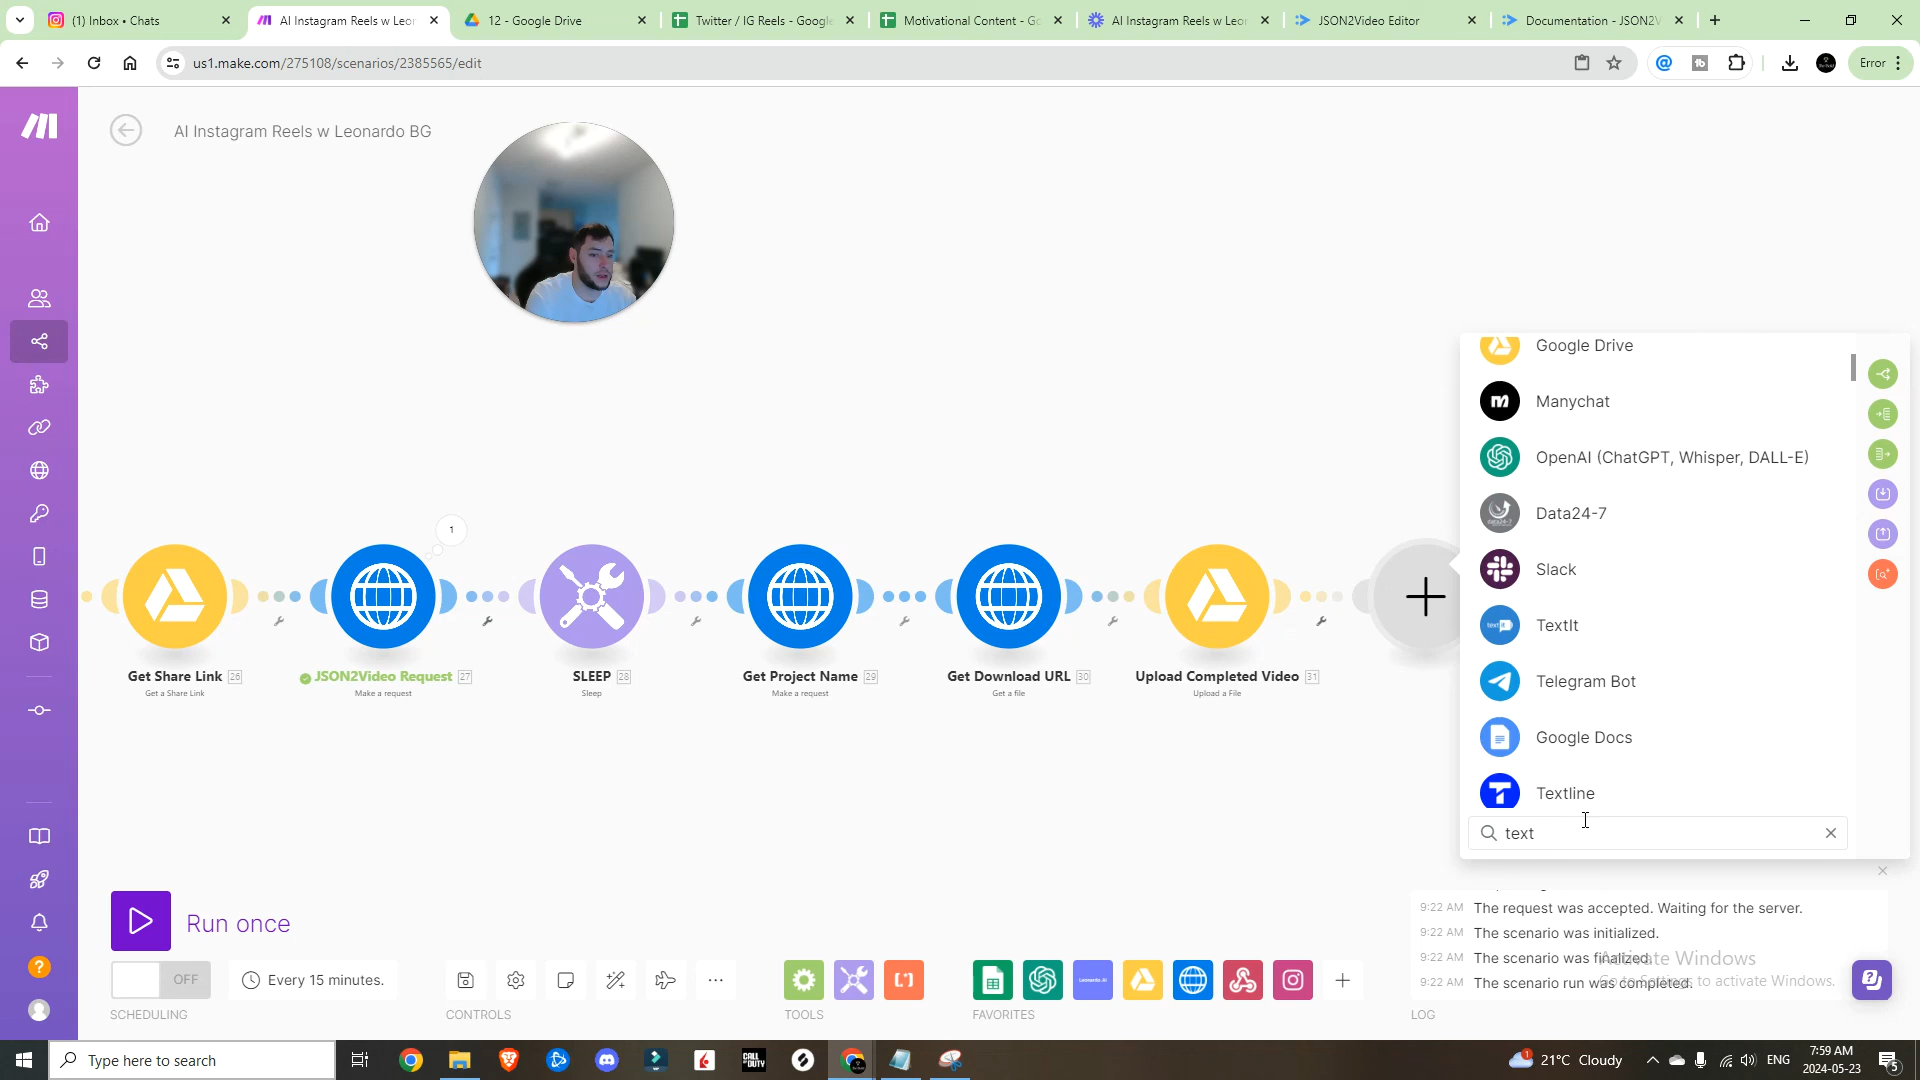 (1) Inbox • Chats
AI Instagram Reels w Leor
12 - Google Drive
Twitter / IG Reels - Google
Motivational Content - Go
AI Instagram Reels w Leon
JSON2Video Editor
Documentation - JSON2V
us1.make.com/275108/scenarios/2385565/edit
Error
AI Instagram Reels w Leonardo BG
Google Drive
Manychat
OpenAI (ChatGPT, Whisper, DALL-E)
Data24-7
Slack
TextIt
Telegram Bot
Google Docs
Textline
text
1
Get Share Link 26
Get a Share Link
JSON2Video Request 27
Make a request
SLEEP 28
Sleep
Get Project Name 29
Make a request
Get Download URL 30
Get a file
Upload Completed Video 31
Upload a File
Run once
OFF
Every 15 minutes.
SCHEDULING
CONTROLS
TOOLS
FAVORITES
LOG
9:22 AM The request was accepted. Waiting for the server.
9:22 AM The scenario was initialized.
9:22 AM The scenario was finalized.
9:22 AM The scenario run was completed.
Activate Windows
Go to Settings to activate Windows.
Type here to search
21°C Cloudy
ENG
7:59 AM
2024-05-23
5